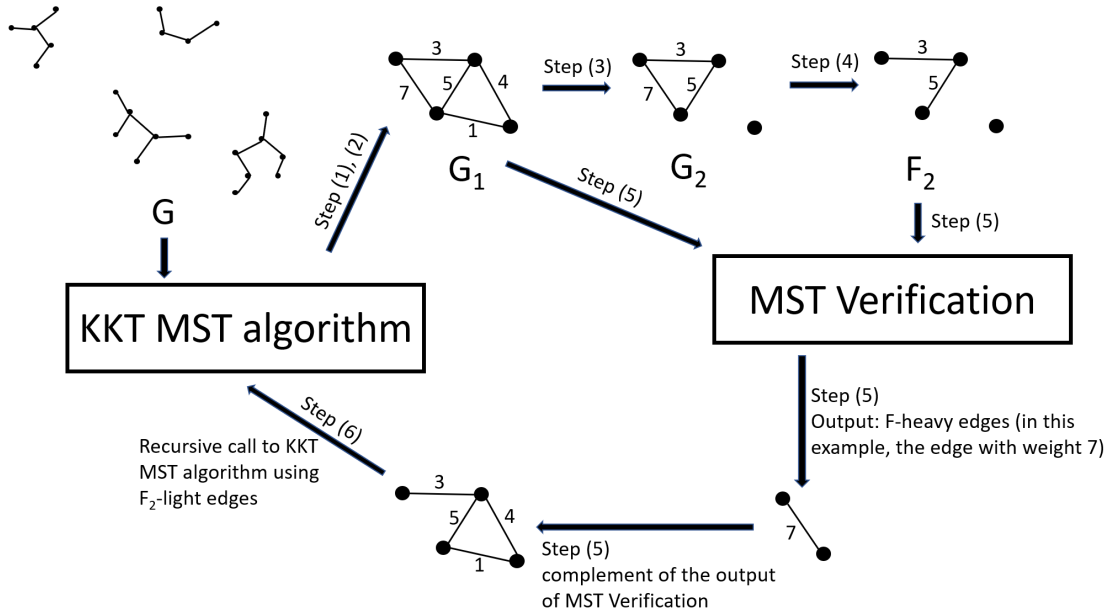 3
7
5
4
1
G₁
Step (3)
3
7
5
G₂
Step (4)
3
5
F₂
Step (1), (2)
Step (5)
Step (5)
G
KKT MST algorithm
MST Verification
Step (5)
Output: F-heavy edges (in this
example, the edge with weight 7)
Step (6)
Recursive call to KKT
MST algorithm using
F₂-light edges
3
5
4
1
7
Step (5)
complement of the output
of MST Verification